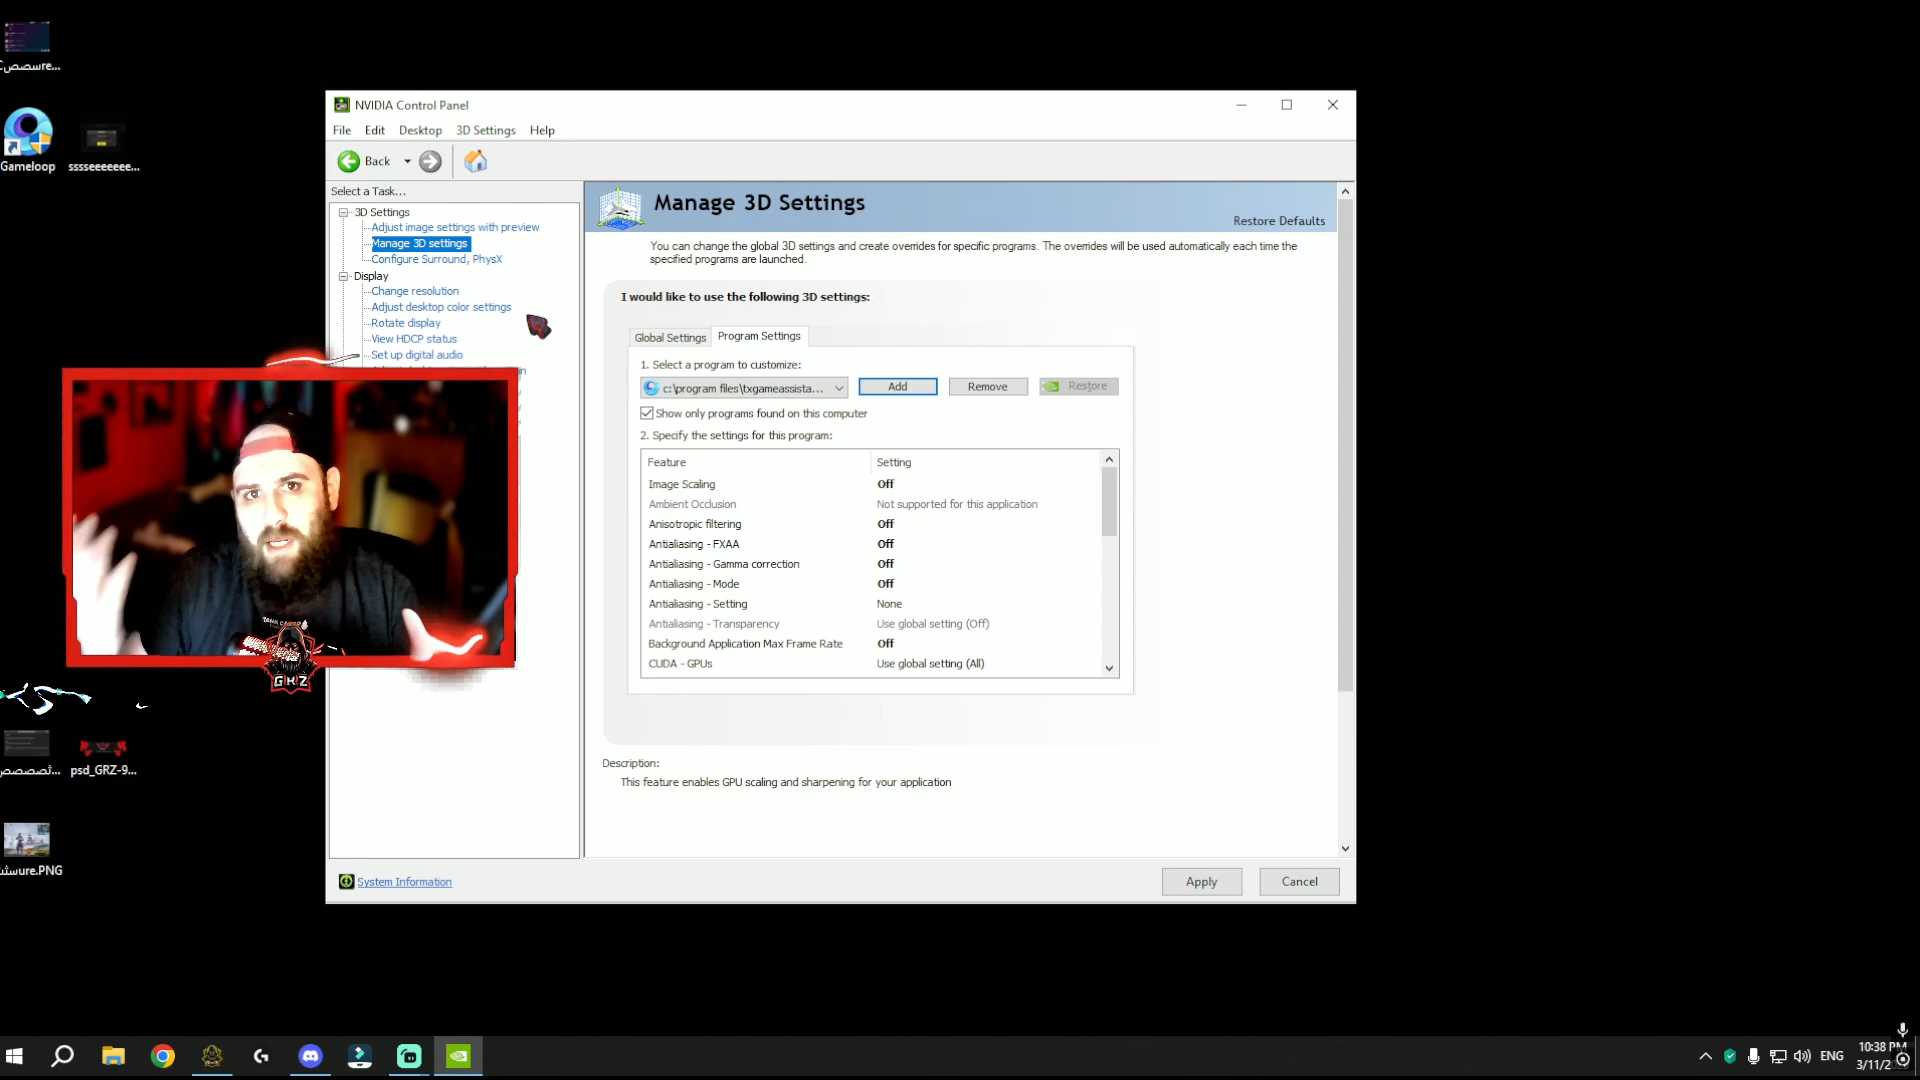 Gameloop
ssseeeeeee...
NVIDIA Control Panel
File Edit Desktop 3D Settings Help
Back
Select a Task...
3D Settings
Adjust image settings with preview
Manage 3D settings
Configure Surround, PhysX
Display
Change resolution
Adjust desktop color settings
Rotate display
View HDCP status
Set up digital audio
Manage 3D Settings
Restore Defaults
You can change the global 3D settings and create overrides for specific programs. The overrides will be used automatically each time the
specified programs are launched.
I would like to use the following 3D settings:
Global Settings Program Settings
1. Select a program to customize:
c:\program files\txgameassista... Add Remove Restore
Show only programs found on this computer
2. Specify the settings for this program:
Feature Setting
Image Scaling Off
Ambient Occlusion Not supported for this application
Anisotropic filtering Off
Antialiasing - FXAA Off
Antialiasing - Gamma correction Off
Antialiasing - Mode Off
Antialiasing - Setting None
Antialiasing - Transparency Use global setting (Off)
Background Application Max Frame Rate Off
CUDA - GPUs Use global setting (All)
Description:
This feature enables GPU scaling and sharpening for your application
System Information
Apply Cancel
GRZ
psd_GRZ-9...
ENG
10:38 PM